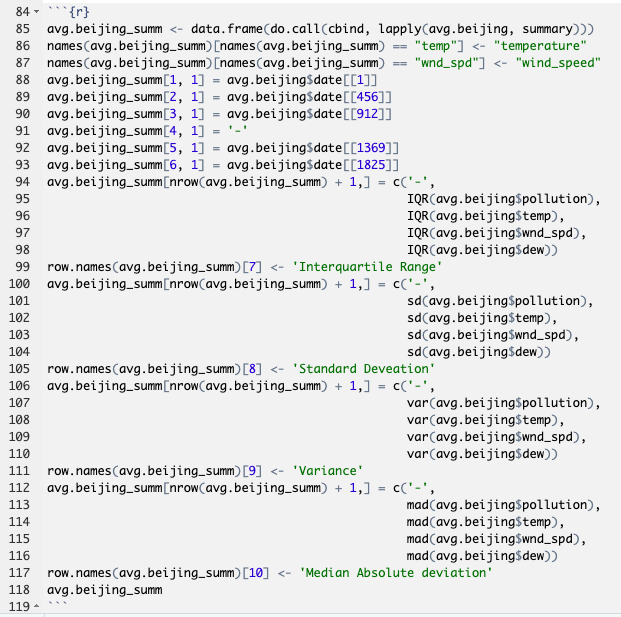 84 ```{r}
85 avg.beijing_summ <- data.frame(do.call(cbind, lapply(avg.beijing, summary)))
86 names(avg.beijing_summ)[names(avg.beijing_summ) == "temp"] <- "temperature"
87 names(avg.beijing_summ)[names(avg.beijing_summ) == "wnd_spd"] <- "wind_speed"
88 avg.beijing_summ[1, 1] = avg.beijing$date[[1]]
89 avg.beijing_summ[2, 1] = avg.beijing$date[[456]]
90 avg.beijing_summ[3, 1] = avg.beijing$date[[912]]
91 avg.beijing_summ[4, 1] = '-'
92 avg.beijing_summ[5, 1] = avg.beijing$date[[1369]]
93 avg.beijing_summ[6, 1] = avg.beijing$date[[1825]]
94 avg.beijing_summ[nrow(avg.beijing_summ) + 1,] = c('-',
95 IQR(avg.beijing$pollution),
96 IQR(avg.beijing$temp),
97 IQR(avg.beijing$wnd_spd),
98 IQR(avg.beijing$dew))
99 row.names(avg.beijing_summ)[7] <- 'Interquartile Range'
100 avg.beijing_summ[nrow(avg.beijing_summ) + 1,] = c('-',
101 sd(avg.beijing$pollution),
102 sd(avg.beijing$temp),
103 sd(avg.beijing$wnd_spd),
104 sd(avg.beijing$dew))
105 row.names(avg.beijing_summ)[8] <- 'Standard Deveation'
106 avg.beijing_summ[nrow(avg.beijing_summ) + 1,] = c('-',
107 var(avg.beijing$pollution),
108 var(avg.beijing$temp),
109 var(avg.beijing$wnd_spd),
110 var(avg.beijing$dew))
111 row.names(avg.beijing_summ)[9] <- 'Variance'
112 avg.beijing_summ[nrow(avg.beijing_summ) + 1,] = c('-',
113 mad(avg.beijing$pollution),
114 mad(avg.beijing$temp),
115 mad(avg.beijing$wnd_spd),
116 mad(avg.beijing$dew))
117 row.names(avg.beijing_summ)[10] <- 'Median Absolute deviation'
118 avg.beijing_summ
119 ```